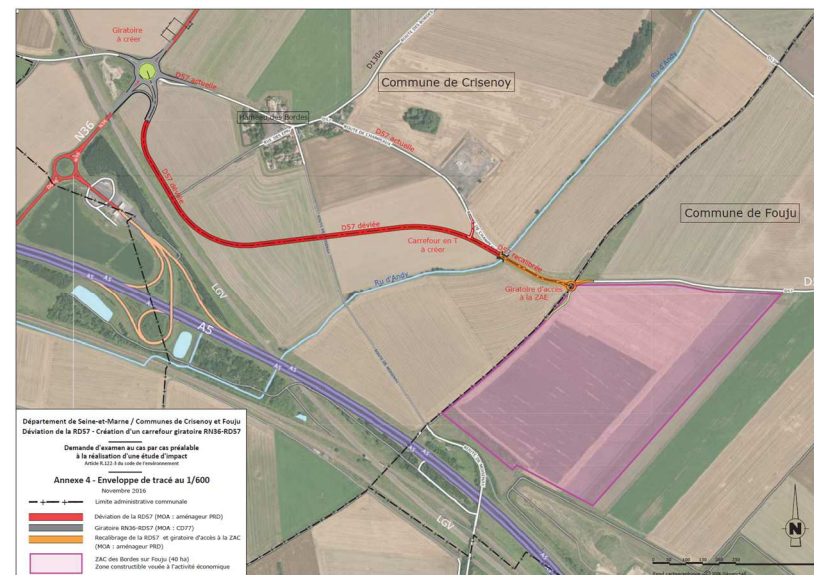 Giratoire
à créer
D57 actuelle
D130a
Commune de Crisenoy
Ru d'Andy
Hameau des Bordes
N36
D57 actuelle
D57 déviée
Commune de Fouju
D57 déviée
Carrefour en T
à créer
D57 recalibrée
Ru d'Andy
Giratoire d'accès
à la ZAE
LGV
A5
LGV
N
Département de Seine-et-Marne / Communes de Crisenoy et Fouju
Déviation de la RD57 - Création d'un carrefour giratoire RN36-RD57
Demande d'examen au cas par cas préalable
à la réalisation d'une étude d'impact
Article R.122-3 du code de l'environnement
Annexe 4 - Enveloppe de tracé au 1/600
Novembre 2016
Limite administrative communale
Déviation de la RD57 (MOA : aménageur PRD)
Giratoire RN36-RD57 (MOA : CD77)
Recalibrage de la RD57 et giratoire d'accès à la ZAC
(MOA : aménageur PRD)
ZAC des Bordes sur Fouju (40 ha)
Zone constructible vouée à l'activité économique